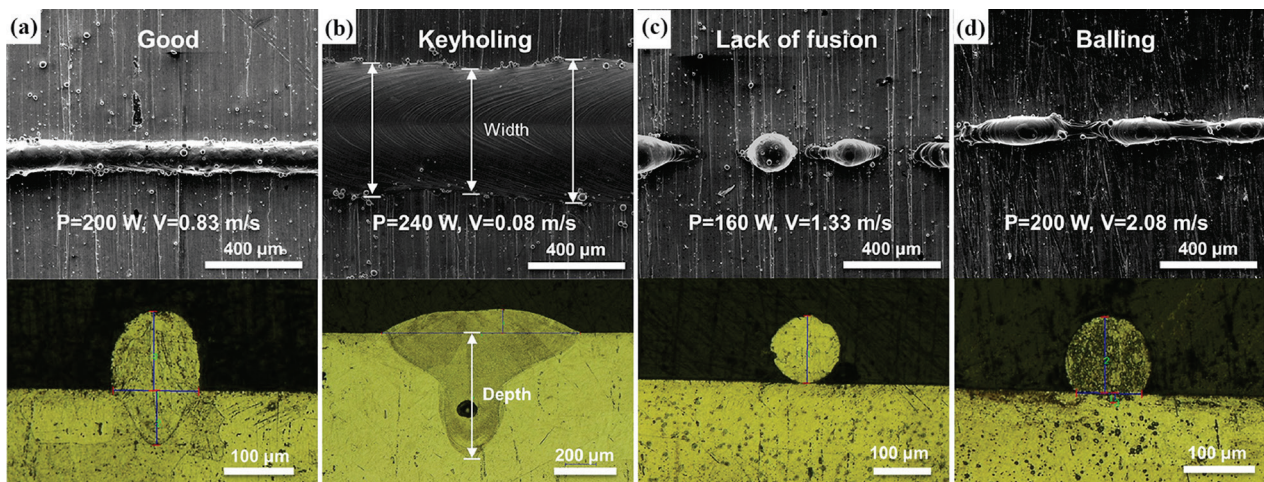 (a)
Good
P=200 W, V=0.83 m/s
400 µm
100 µm
(b)
Keyholing
Width
P=240 W, V=0.08 m/s
400 µm
Depth
200 µm
(c)
Lack of fusion
P=160 W, V=1.33 m/s
400 µm
100 µm
(d)
Balling
P=200 W, V=2.08 m/s
400 µm
100 µm